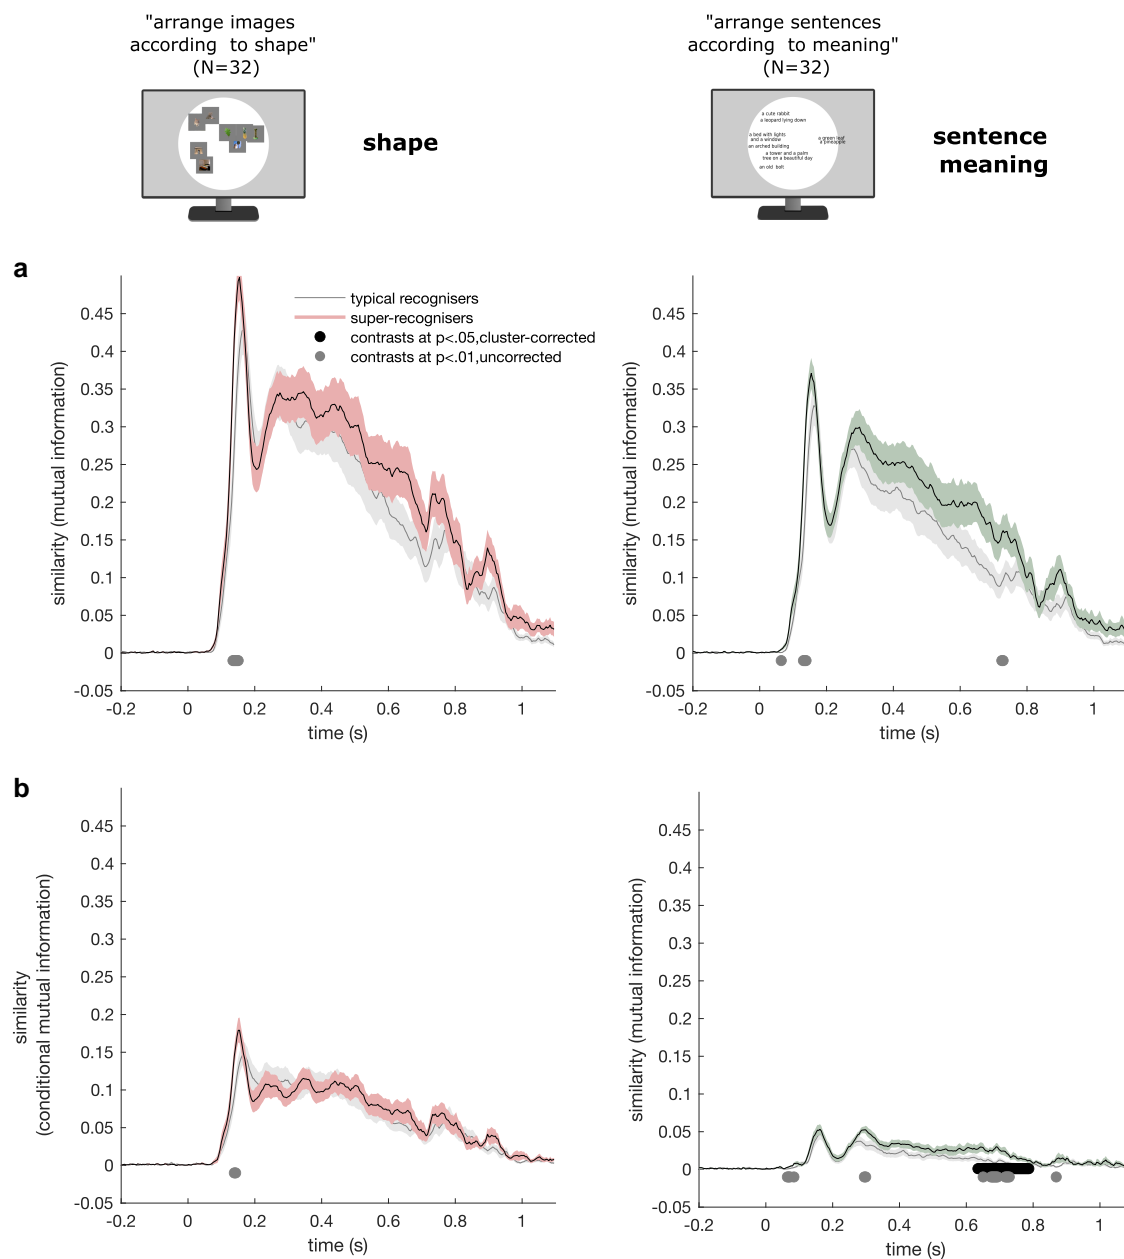 "arrange images
according to shape"
(N=32)
shape
"arrange sentences
according to meaning"
(N=32)
a cute rabbit
a leopard lying down
a bed with lights
and a window
an arched building
a green leaf
a pineapple
a tower and a palm
tree on a beautiful day
an old belt
sentence
meaning
a
similarity (mutual information)
0.45
0.4
0.35
0.3
0.25
0.2
0.15
0.1
0.05
0
-0.05
-0.2
0
0.2
0.4
0.6
0.8
1
time (s)
typical recognisers
super-recognisers
contrasts at p<.05,cluster-corrected
contrasts at p<.01,uncorrected
similarity (mutual information)
0.45
0.4
0.35
0.3
0.25
0.2
0.15
0.1
0.05
0
-0.05
-0.2
0
0.2
0.4
0.6
0.8
1
time (s)
b
similarity
(conditional mutual information)
0.45
0.4
0.35
0.3
0.25
0.2
0.15
0.1
0.05
0
-0.05
-0.2
0
0.2
0.4
0.6
0.8
1
time (s)
similarity (mutual information)
0.45
0.4
0.35
0.3
0.25
0.2
0.15
0.1
0.05
0
-0.05
-0.2
0
0.2
0.4
0.6
0.8
1
time (s)